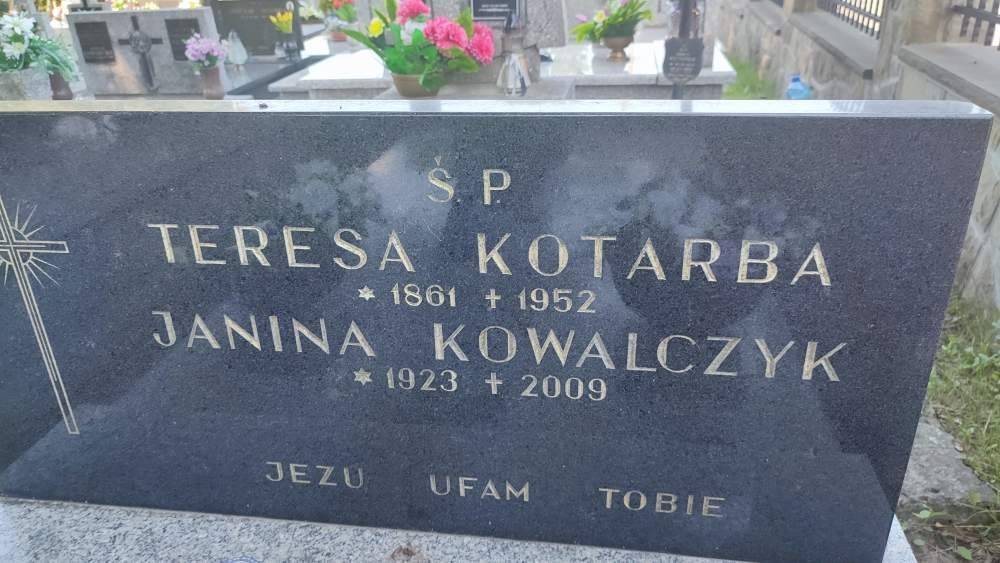 Ś.P.
TERESA KOTARBA
* 1861 + 1952
JANINA KOWALCZYK
* 1923 + 2009
JEZU UFAM TOBIE